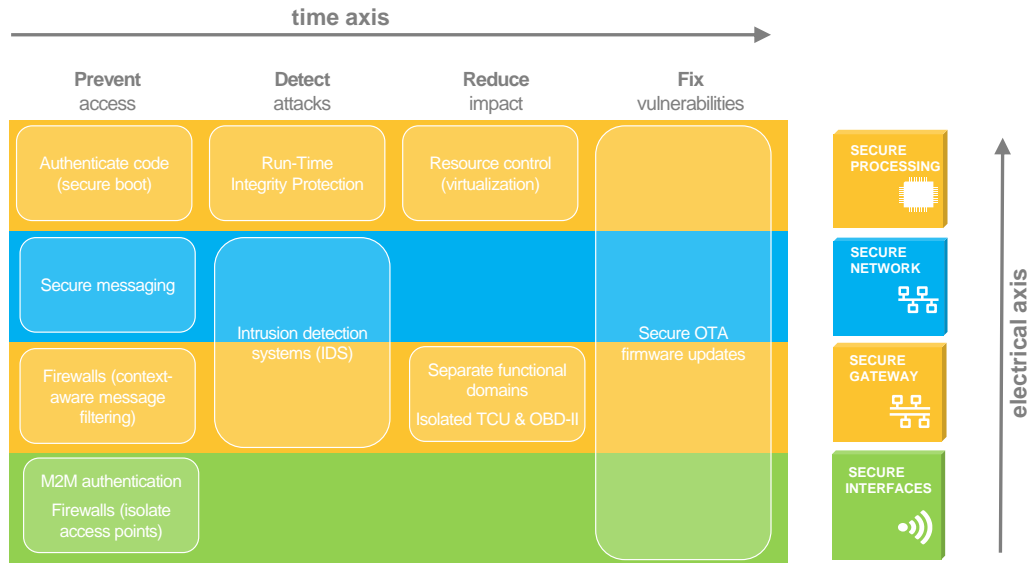 time axis
Prevent
access
Detect
attacks
Reduce
impact
Fix
vulnerabilities
Authenticate code
(secure boot)
Run-Time
Integrity Protection
Resource control
(virtualization)
SECURE
PROCESSING
Secure messaging
Intrusion detection
systems (IDS)
Secure OTA
firmware updates
SECURE
NETWORK
Firewalls (context-
aware message
filtering)
Separate functional
domains
Isolated TCU & OBD-II
SECURE
GATEWAY
M2M authentication
Firewalls (isolate
access points)
SECURE
INTERFACES
electrical axis